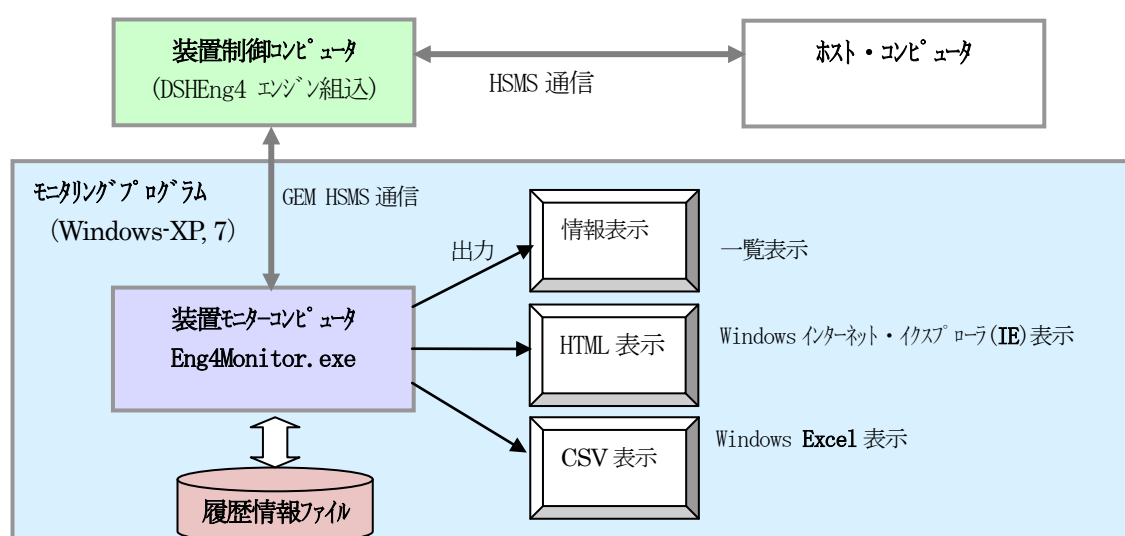 装置制御ｺﾝﾋﾟｭｰﾀ
(DSHEng4 ｴﾝｼﾞﾝ組込)
HSMS 通信
ﾎｽﾄ・ｺﾝﾋﾟｭｰﾀ
ﾓﾆﾀﾘﾝｸﾞﾌﾟﾛｸﾞﾗﾑ
(Windows-XP, 7)
GEM HSMS 通信
出力
情報表示
一覧表示
装置ﾓﾆﾀｰｺﾝﾋﾟｭｰﾀ
Eng4Monitor.exe
HTML 表示
Windows ｲﾝﾀｰﾈｯﾄ・ｲｸｽﾌﾟﾛｰﾗ(IE)表示
CSV 表示
Windows Excel 表示
履歴情報ﾌｧｲﾙ